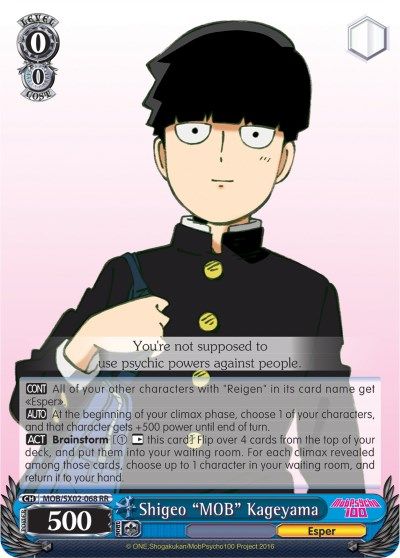 LEVEL
0
0
COST
You're not supposed to
use psychic powers against people.
CONT All of your other characters with "Reigen" in its card name get
«Esper».
AUTO At the beginning of your climax phase, choose 1 of your characters,
and that character gets +500 power until end of turn.
ACT Brainstorm [① this card] Flip over 4 cards from the top of your
deck, and put them into your waiting room. For each climax revealed
among those cards, choose up to 1 character in your waiting room, and
return it to your hand.
CH MOB/SX02-068 RR
500
Shigeo "MOB" Kageyama
MOB PSYCHO 100
Esper
© ONE,Shogakukan/MobPsycho100 Project 2016